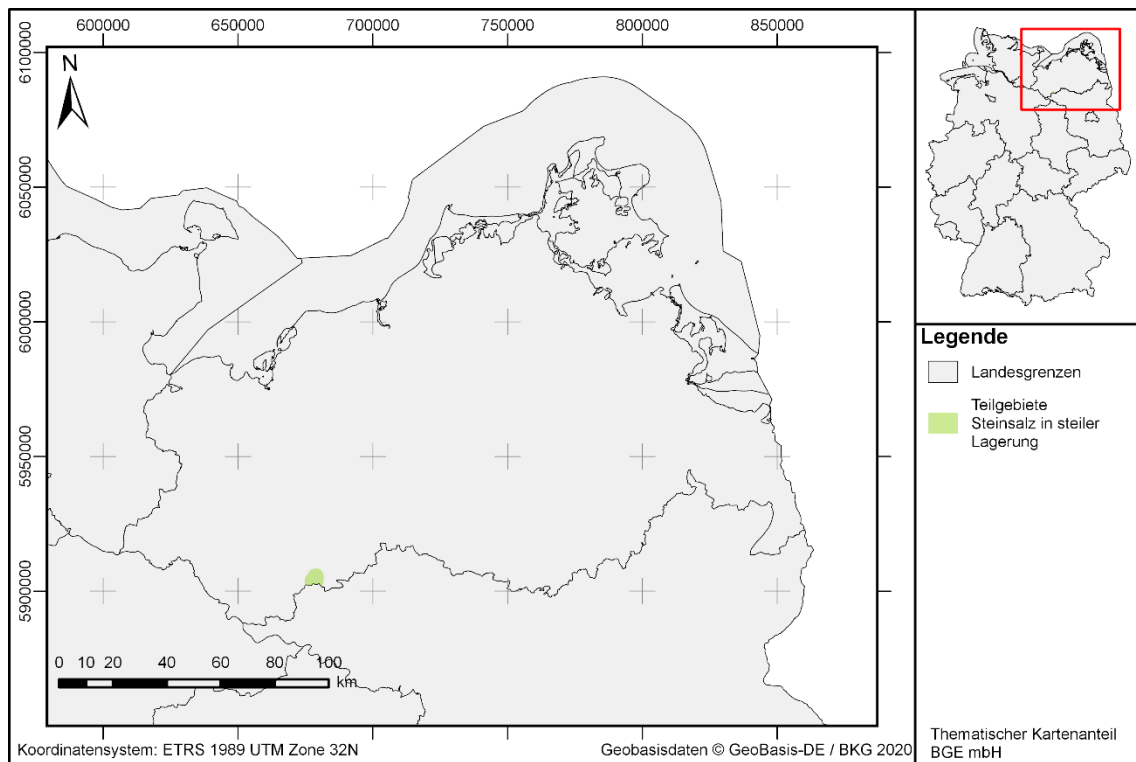 600000
650000
700000
750000
800000
850000
6100000
6050000
6000000
5950000
5900000
N
0 10 20 40 60 80 100
km
Koordinatensystem: ETRS 1989 UTM Zone 32N
Geobasisdaten © GeoBasis-DE / BKG 2020
Legende
Landesgrenzen
Teilgebiete
Steinsalz in steiler
Lagerung
Thematischer Kartenanteil
BGE mbH